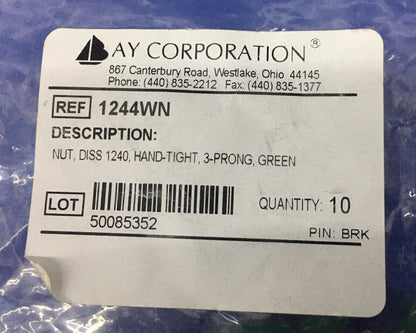 BAY CORPORATION®
867 Canterbury Road, Westlake, Ohio 44145
Phone: (440) 835-2212 Fax: (440) 835-1377
REF 1244WN
DESCRIPTION:
NUT, DISS 1240, HAND-TIGHT, 3-PRONG, GREEN
LOT 50085352 QUANTITY: 10
PIN: BRK